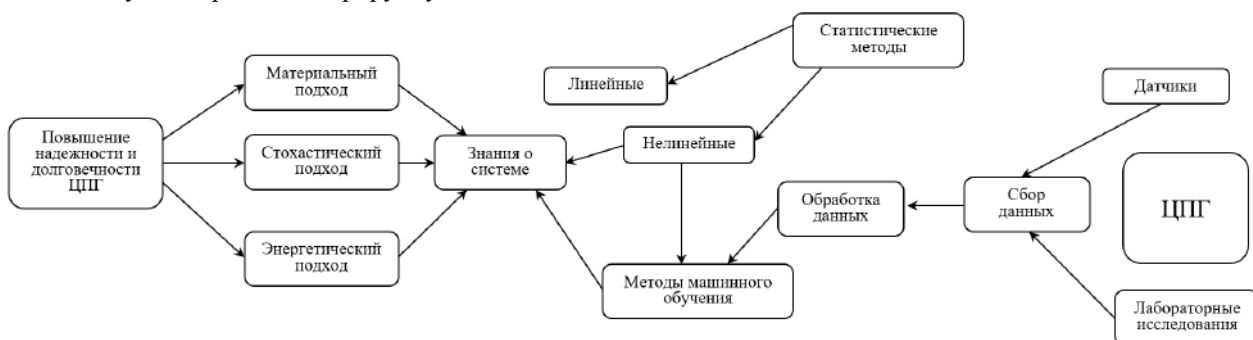 Статистические
методы
Материальный
подход
Линейные
Датчики
Повышение
надежности и
долговечности
ЦПГ
Стохастический
подход
Знания о
системе
Нелинейные
Обработка
данных
Сбор
данных
ЦПГ
Энергетический
подход
Методы машинного
обучения
Лабораторные
исследования